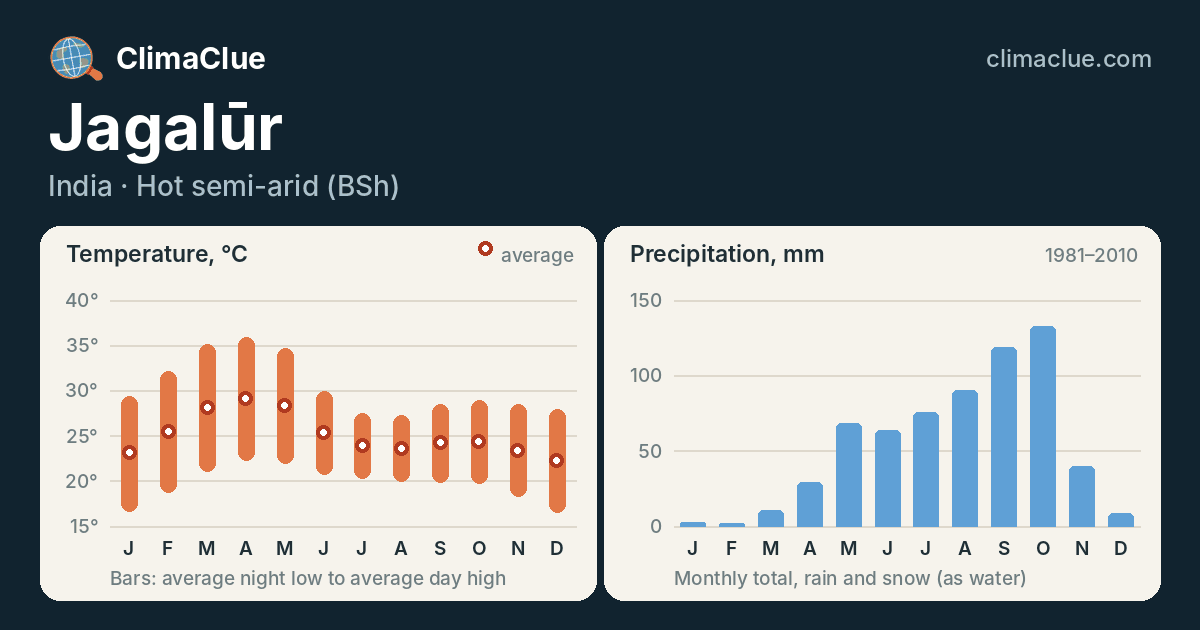 ClimaClue
climaclue.com
Jagalūr
India · Hot semi-arid (BSh)
Temperature, °C
average
40°
35°
30°
25°
20°
15°
J F M A M J J A S O N D
Bars: average night low to average day high
Precipitation, mm
1981–2010
150
100
50
0
J F M A M J J A S O N D
Monthly total, rain and snow (as water)